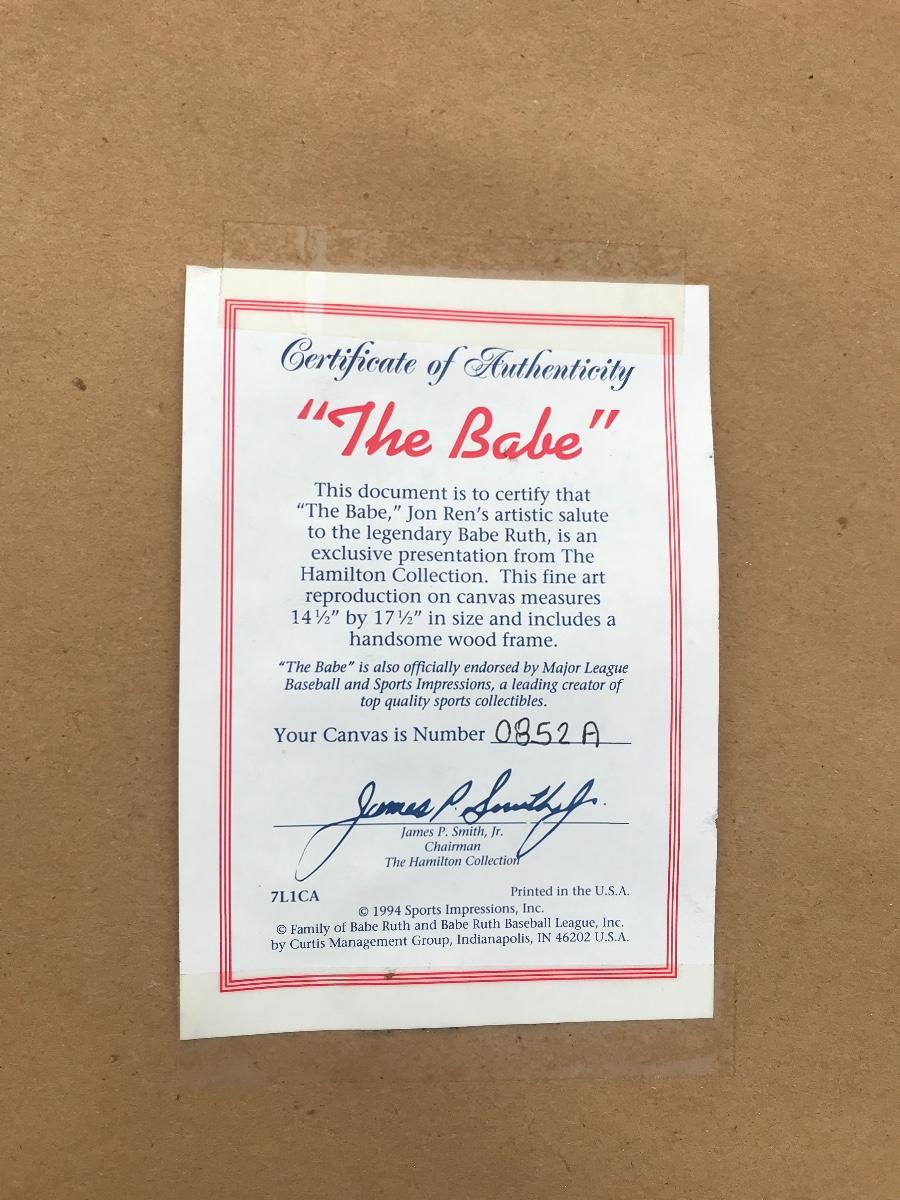 Certificate of Authenticity
“The Babe”
This document is to certify that
“The Babe,” Jon Ren’s artistic salute
to the legendary Babe Ruth, is an
exclusive presentation from The
Hamilton Collection. This fine art
reproduction on canvas measures
14 ½” by 17 ½” in size and includes a
handsome wood frame.
“The Babe” is also officially endorsed by Major League
Baseball and Sports Impressions, a leading creator of
top quality sports collectibles.
Your Canvas is Number 0852A
James P. Smith, Jr.
James P. Smith, Jr.
Chairman
The Hamilton Collection
7L1CA Printed in the U.S.A.
© 1994 Sports Impressions, Inc.
© Family of Babe Ruth and Babe Ruth Baseball League, Inc.
by Curtis Management Group, Indianapolis, IN 46202 U.S.A.